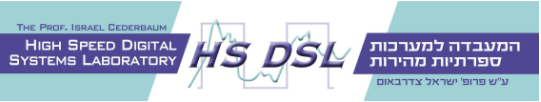 THE PROF. ISRAEL CEDERBAUM
HIGH SPEED DIGITAL
SYSTEMS LABORATORY
HS DSL
המעבדה למערכות
ספרתיות מהירות
ע"ש פרופ' ישראל צדרבאום